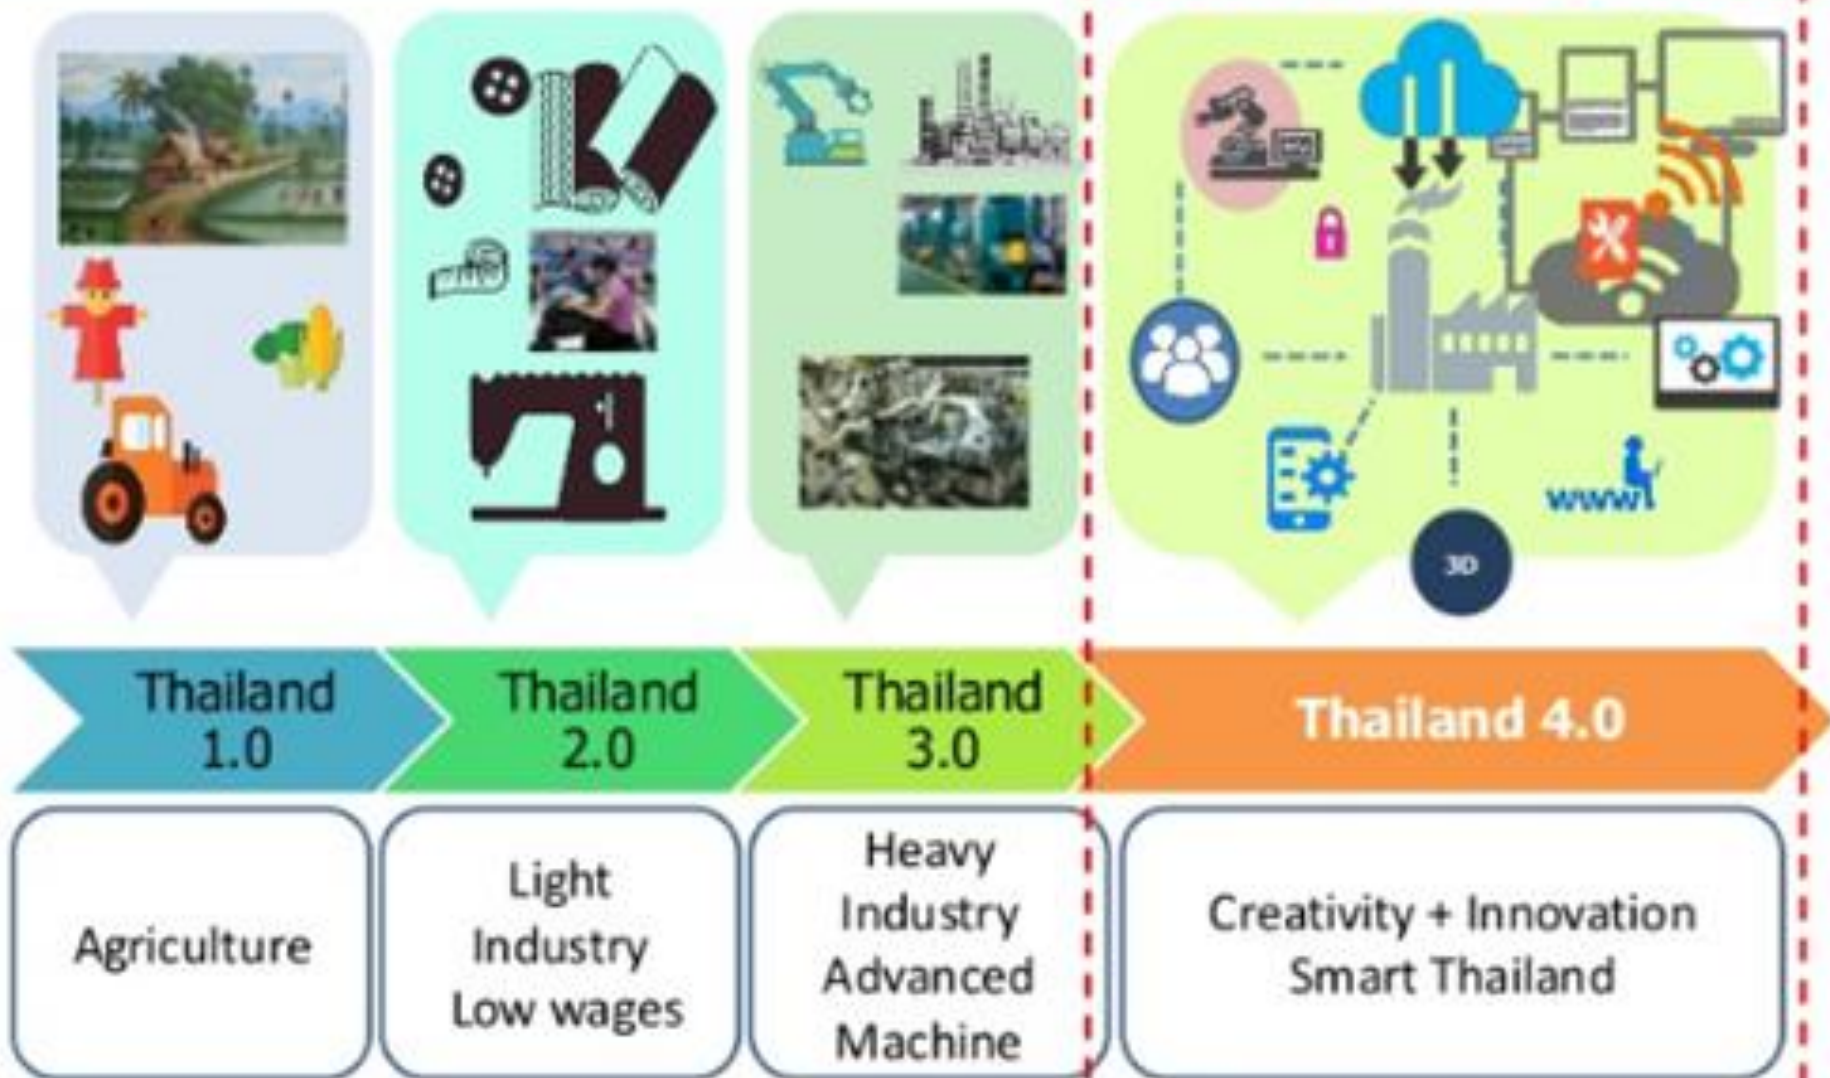 3D
www
Thailand
1.0
Thailand
2.0
Thailand
3.0
Thailand 4.0
Agriculture
Light
Industry
Low wages
Heavy
Industry
Advanced
Machine
Creativity + Innovation
Smart Thailand